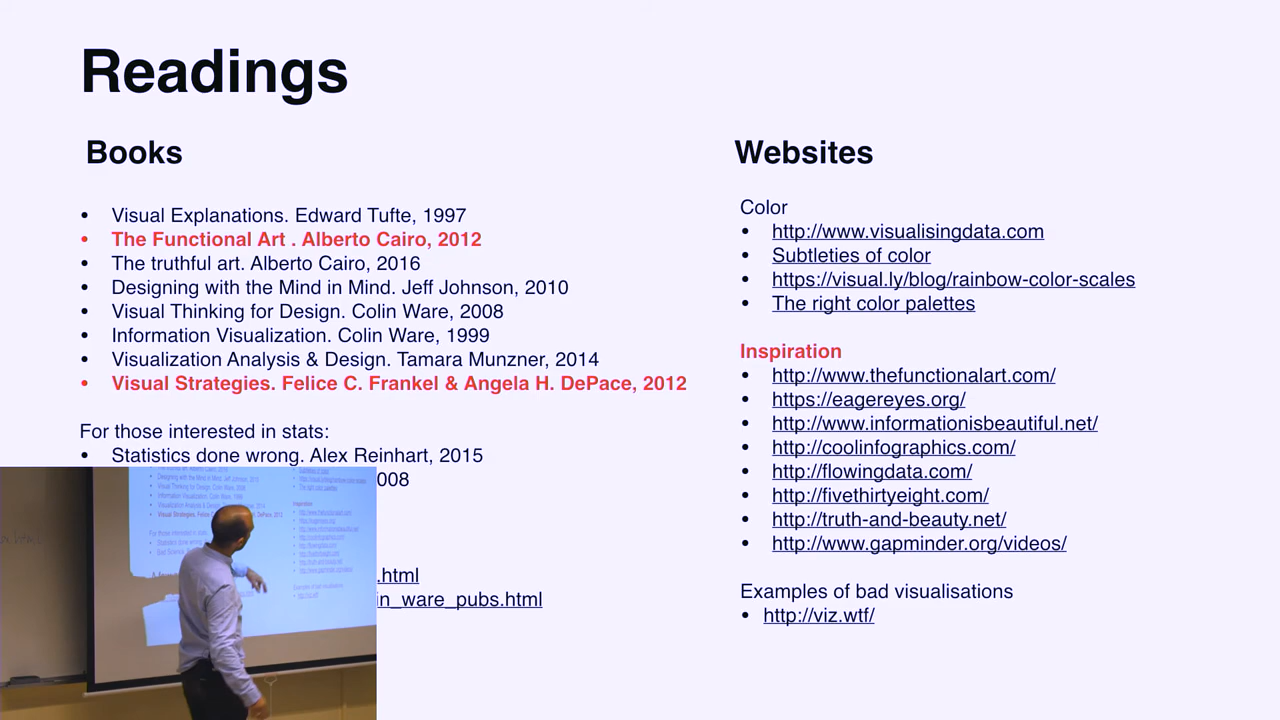 Readings
Books
• Visual Explanations. Edward Tufte, 1997
• The Functional Art . Alberto Cairo, 2012
• The truthful art. Alberto Cairo, 2016
• Designing with the Mind in Mind. Jeff Johnson, 2010
• Visual Thinking for Design. Colin Ware, 2008
• Information Visualization. Colin Ware, 1999
• Visualization Analysis & Design. Tamara Munzner, 2014
• Visual Strategies. Felice C. Frankel & Angela H. DePace, 2012
For those interested in stats:
• Statistics done wrong. Alex Reinhart, 2015
008
.html
in_ware_pubs.html
Websites
Color
• http://www.visualisingdata.com
• Subtleties of color
• https://visual.ly/blog/rainbow-color-scales
• The right color palettes
Inspiration
• http://www.thefunctionalart.com/
• https://eagereyes.org/
• http://www.informationisbeautiful.net/
• http://coolinfographics.com/
• http://flowingdata.com/
• http://fivethirtyeight.com/
• http://truth-and-beauty.net/
• http://www.gapminder.org/videos/
Examples of bad visualisations
• http://viz.wtf/